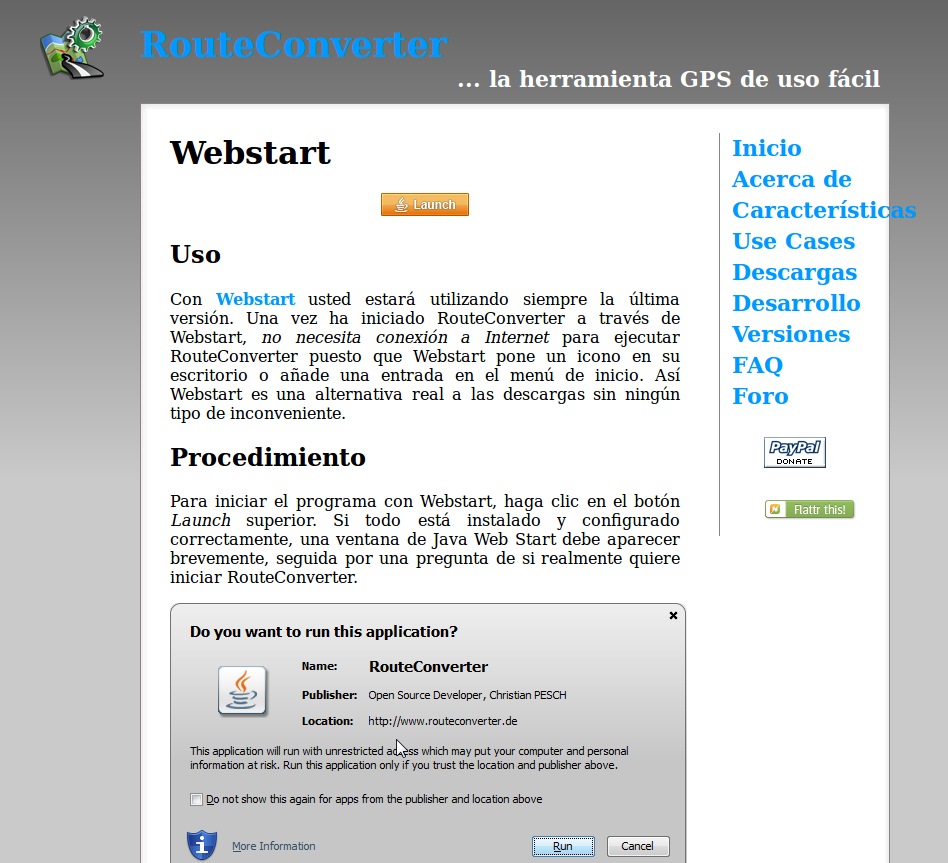 RouteConverter
... la herramienta GPS de uso fácil
Webstart
Launch
Uso
Con Webstart usted estará utilizando siempre la última
versión. Una vez ha iniciado RouteConverter a través de
Webstart, no necesita conexión a Internet para ejecutar
RouteConverter puesto que Webstart pone un icono en su
escritorio o añade una entrada en el menú de inicio. Así
Webstart es una alternativa real a las descargas sin ningún
tipo de inconveniente.
Procedimiento
Para iniciar el programa con Webstart, haga clic en el botón
Launch superior. Si todo está instalado y configurado
correctamente, una ventana de Java Web Start debe aparecer
brevemente, seguida por una pregunta de si realmente quiere
iniciar RouteConverter.
Do you want to run this application?
Name: RouteConverter
Publisher: Open Source Developer, Christian PESCH
Location: http://www.routeconverter.de
This application will run with unrestricted access which may put your computer and personal
information at risk. Run this application only if you trust the location and publisher above.
Do not show this again for apps from the publisher and location above
More Information
Run
Cancel
Inicio
Acerca de
Características
Use Cases
Descargas
Desarrollo
Versiones
FAQ
Foro
PayPal
DONATE
Flattr this!